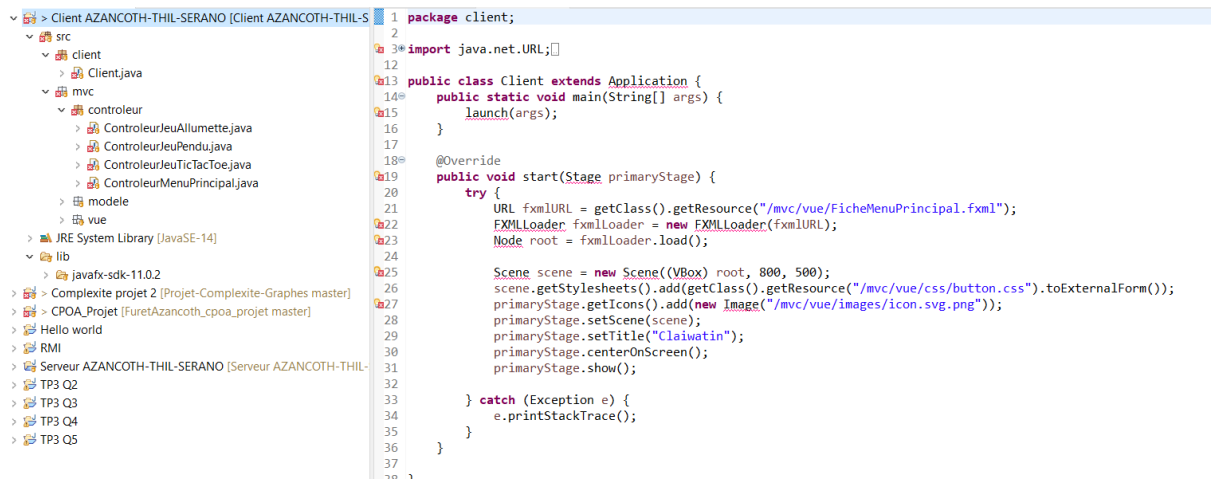 > Client AZANCOTH-THIL-SERANO [Client AZANCOTH-THIL-S
src
client
Client.java
mvc
controleur
ControleurJeuAllumette.java
ControleurJeuPendu.java
ControleurJeuTicTacToe.java
ControleurMenuPrincipal.java
modele
vue
JRE System Library [JavaSE-14]
lib
javafx-sdk-11.0.2
> Complexite projet 2 [Projet-Complexite-Graphes master]
> CPOA_Projet [FuretAzancoth_cpoa_projet master]
Hello world
RMI
Serveur AZANCOTH-THIL-SERANO [Serveur AZANCOTH-THIL-
TP3 Q2
TP3 Q3
TP3 Q4
TP3 Q5
1 package client;
2
3 import java.net.URL;
12
13 public class Client extends Application {
14 public static void main(String[] args) {
15 launch(args);
16 }
17
18 @Override
19 public void start(Stage primaryStage) {
20 try {
21 URL fxmlURL = getClass().getResource("/mvc/vue/FicheMenuPrincipal.fxml");
22 FXMLLoader fxmlLoader = new FXMLLoader(fxmlURL);
23 Node root = fxmlLoader.load();
24
25 Scene scene = new Scene((VBox) root, 800, 500);
26 scene.getStylesheets().add(getClass().getResource("/mvc/vue/css/button.css").toExternalForm());
27 primaryStage.getIcons().add(new Image("/mvc/vue/images/icon.svg.png"));
28 primaryStage.setScene(scene);
29 primaryStage.setTitle("Claiwatin");
30 primaryStage.centerOnScreen();
31 primaryStage.show();
32
33 } catch (Exception e) {
34 e.printStackTrace();
35 }
36 }
37
38 }